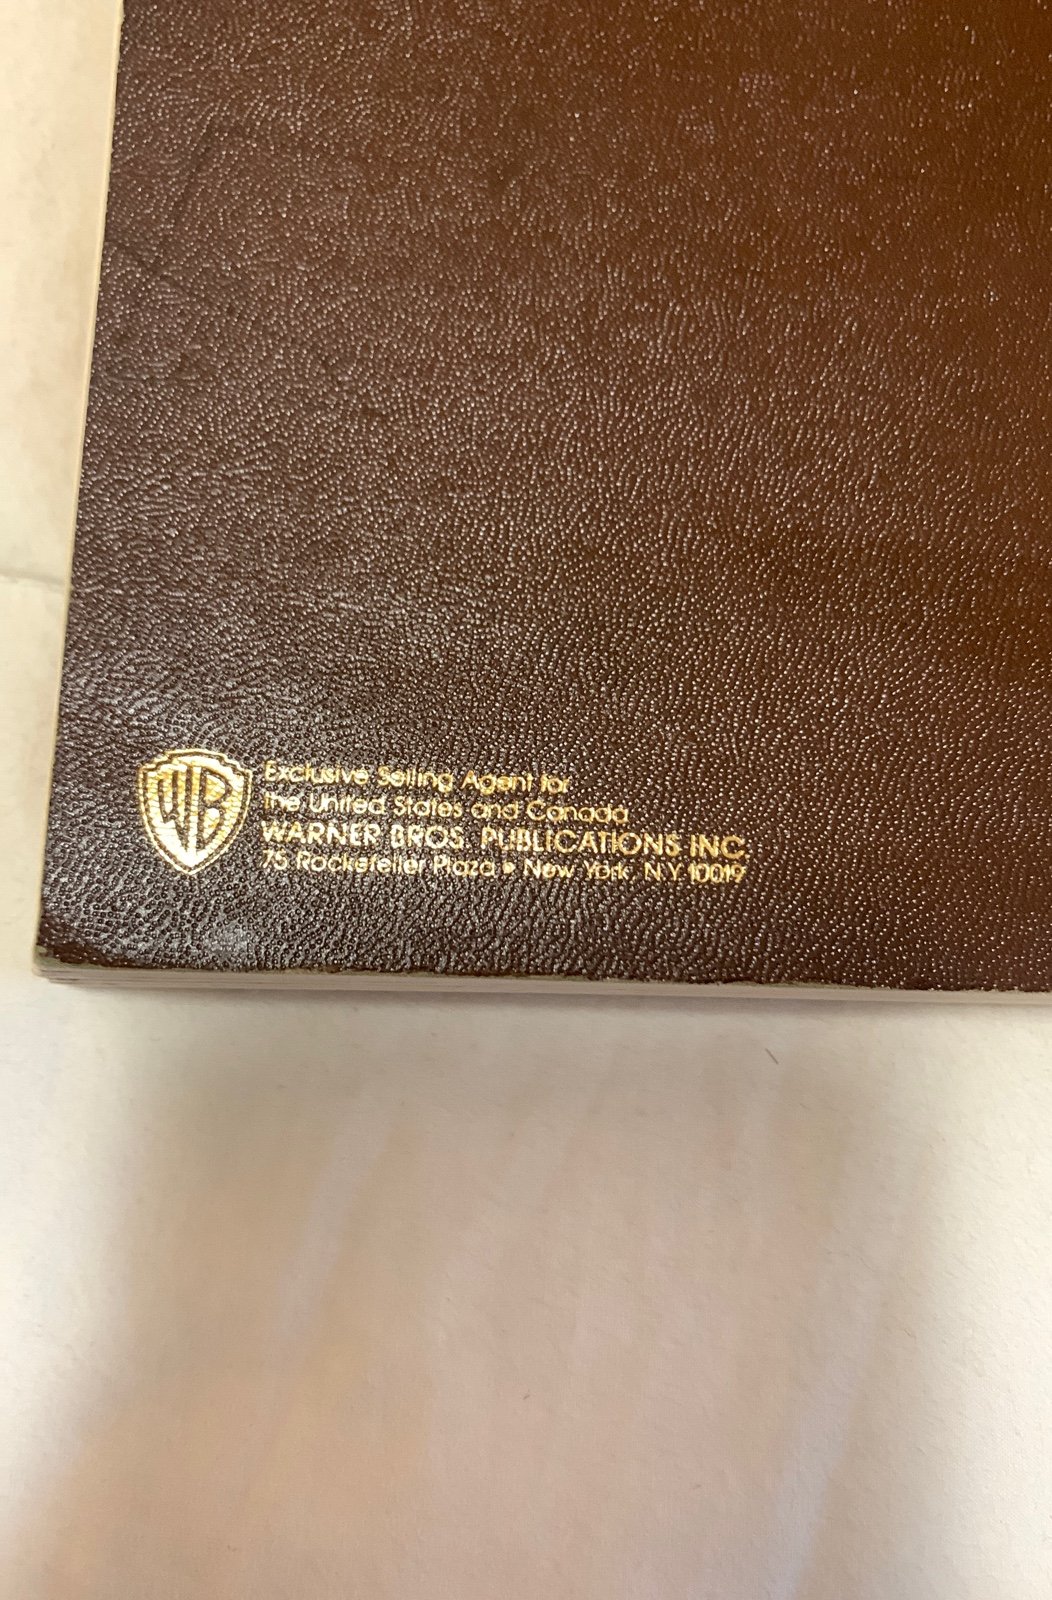 WB
Exclusive Selling Agent for
the United States and Canada
WARNER BROS. PUBLICATIONS INC.
75 Rockefeller Plaza • New York, N.Y. 10019